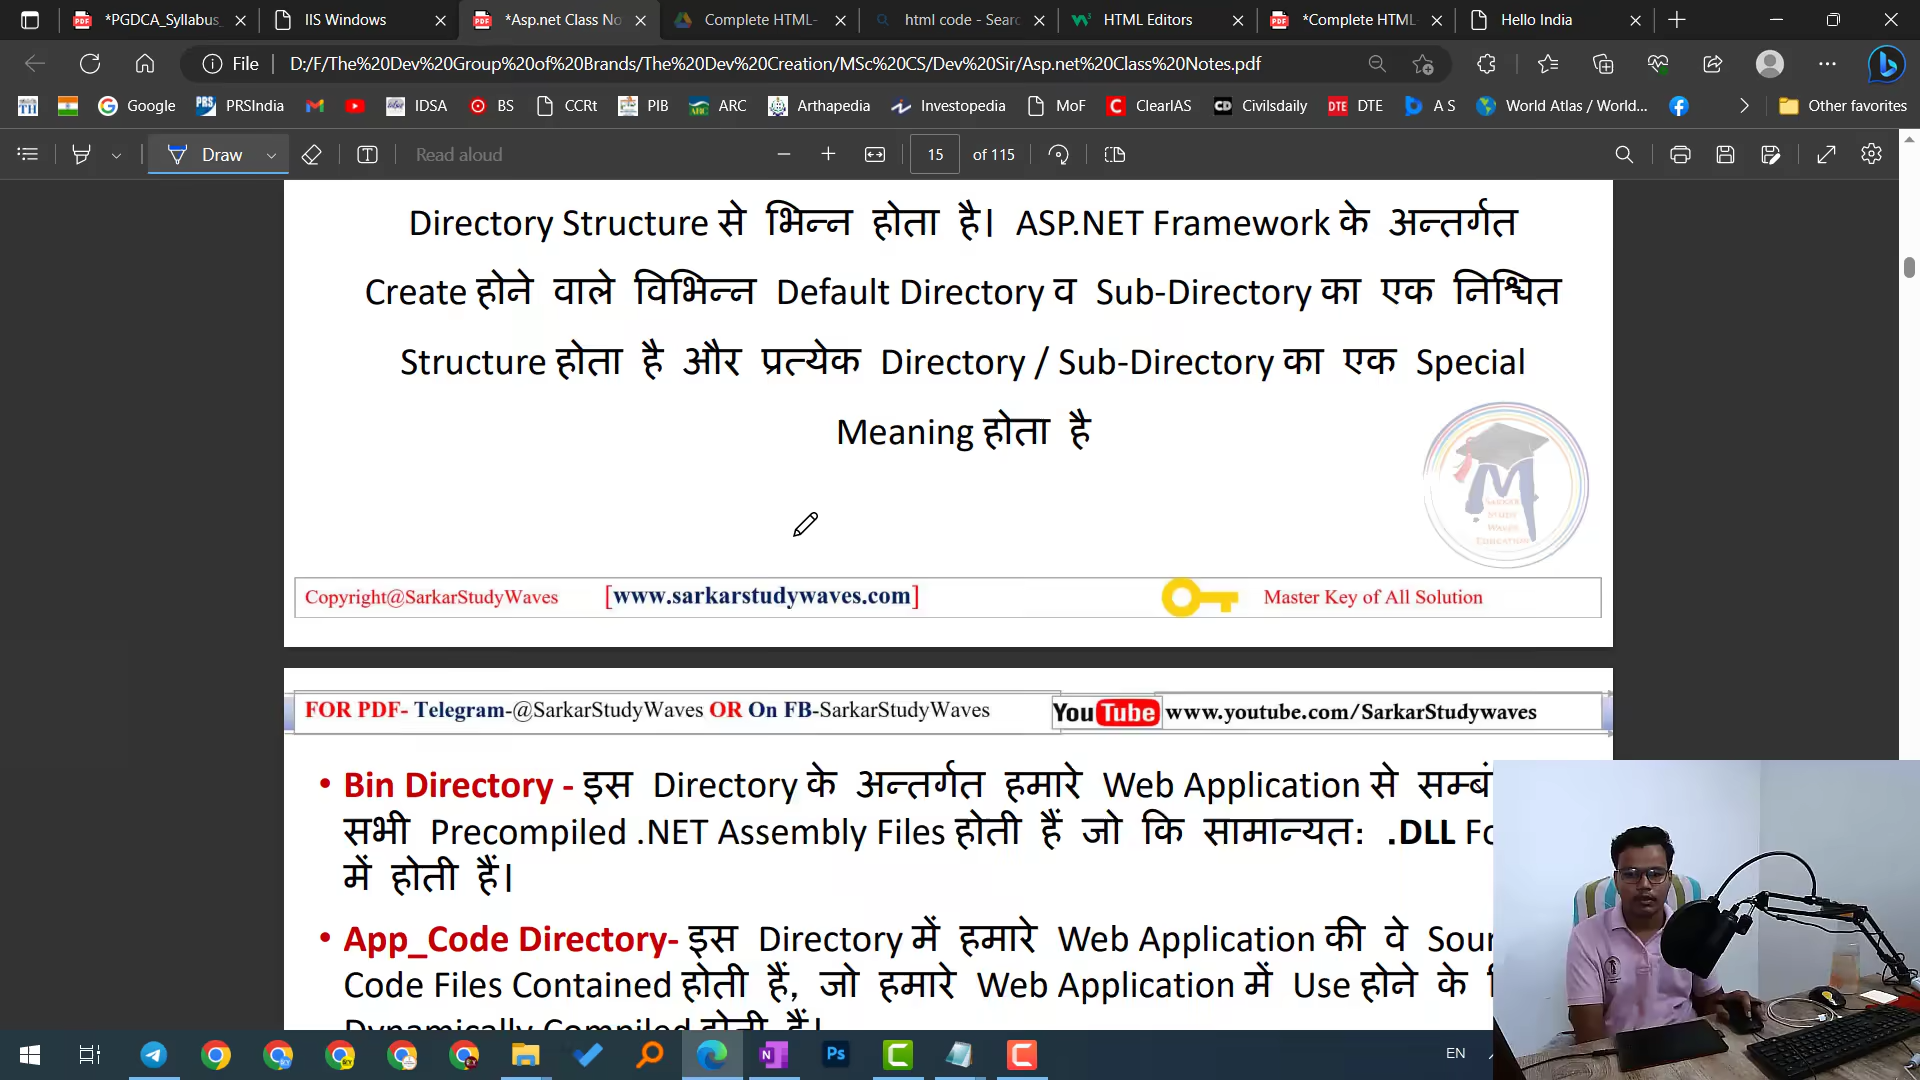 *PGDCA_Syllabus_
IIS Windows
*Asp.net Class No
Complete HTML-
html code - Searc
HTML Editors
*Complete HTML-
Hello India
File
D:/F/The%20Dev%20Group%20of%20Brands/The%20Dev%20Creation/MSc%20CS/Dev%20Sir/Asp.net%20Class%20Notes.pdf
Google PRSIndia IDSA BS CCRt PIB ARC Arthapedia Investopedia MoF ClearIAS Civilsdaily DTE A S World Atlas / World... Other favorites
Draw Read aloud 15 of 115
Directory Structure से भिन्न होता है। ASP.NET Framework के अन्तर्गत
Create होने वाले विभिन्न Default Directory व Sub-Directory का एक निश्चित
Structure होता है और प्रत्येक Directory / Sub-Directory का एक Special
Meaning होता है
SARKAR
STUDY
WAVES
EDUCATION
Copyright@SarkarStudyWaves [www.sarkarstudywaves.com] Master Key of All Solution
FOR PDF- Telegram-@SarkarStudyWaves OR On FB-SarkarStudyWaves YouTube www.youtube.com/SarkarStudywaves
• Bin Directory - इस Directory के अन्तर्गत हमारे Web Application से
सभी Precompiled .NET Assembly Files होती हैं जो कि सामान्यतः .DLL
में होती हैं।
• App_Code Directory- इस Directory में हमारे Web Application की वे
Code Files Contained होती हैं, जो हमारे Web Application में Use होने के
Dynamically Compiled होती हैं।
EN